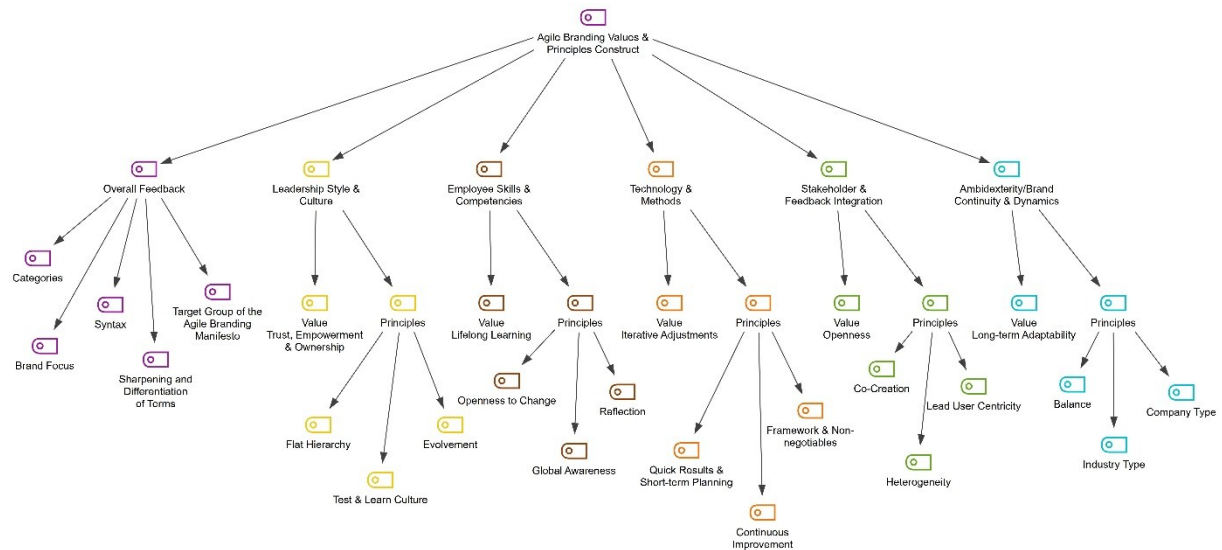 Agile Branding Values &
Principles Construct
Overall Feedback
Leadership Style &
Culture
Employee Skills &
Competencies
Technology &
Methods
Stakeholder &
Feedback Integration
Ambidexterity/Brand
Continuity & Dynamics
Categories
Brand Focus
Syntax
Sharpening and
Differentiation
of Terms
Target Group of the
Agile Branding
Manifesto
Value
Trust, Empowerment
& Ownership
Principles
Flat Hierarchy
Test & Learn Culture
Evolvement
Value
Lifelong Learning
Principles
Openness to Change
Global Awareness
Reflection
Value
Iterative Adjustments
Principles
Quick Results &
Short-term Planning
Continuous
Improvement
Framework & Non-
negotiables
Value
Openness
Principles
Co-Creation
Heterogeneity
Lead User Centricity
Value
Long-term Adaptability
Principles
Balance
Industry Type
Company Type